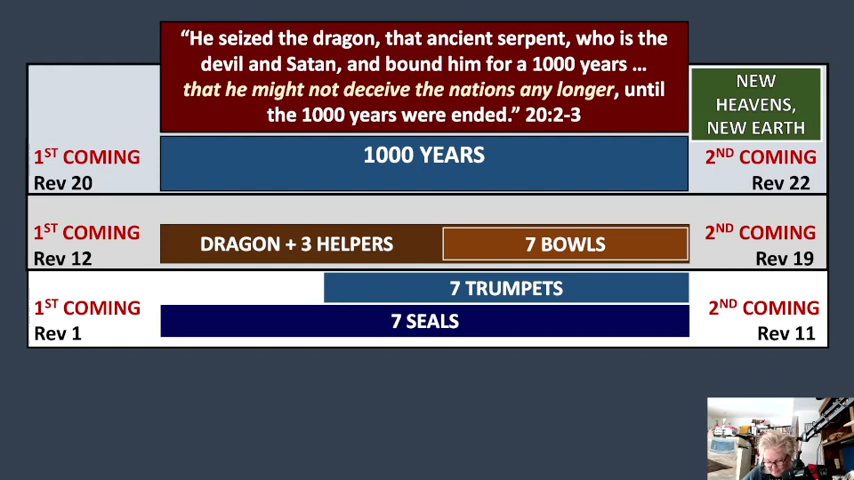 “He seized the dragon, that ancient serpent, who is the
devil and Satan, and bound him for a 1000 years ...
that he might not deceive the nations any longer, until
the 1000 years were ended.” 20:2-3
NEW
HEAVENS,
NEW EARTH
1ST COMING
Rev 20
1000 YEARS
2ND COMING
Rev 22
1ST COMING
Rev 12
DRAGON + 3 HELPERS
7 BOWLS
2ND COMING
Rev 19
1ST COMING
Rev 1
7 TRUMPETS
7 SEALS
2ND COMING
Rev 11